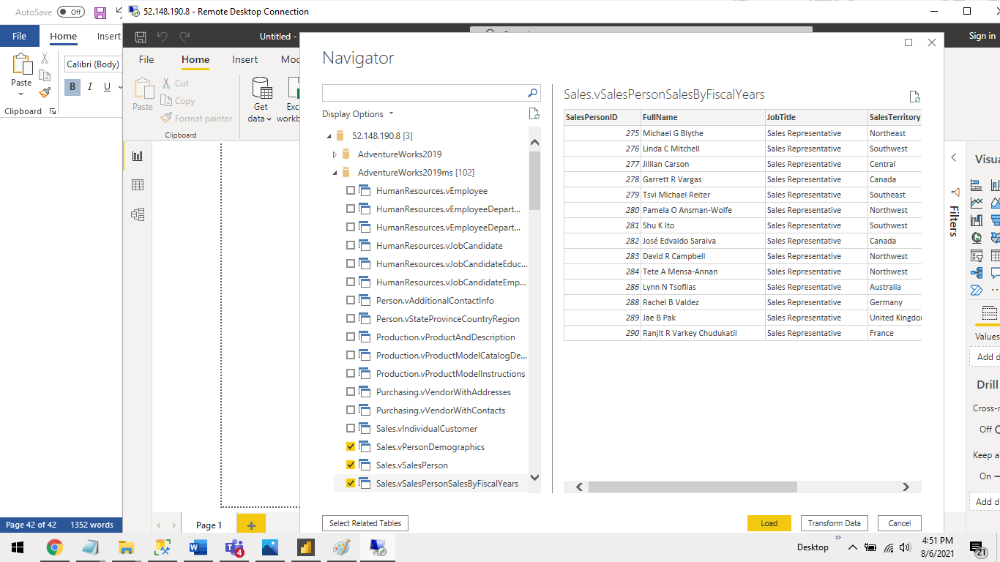 AutoSave Off
52.148.190.8 - Remote Desktop Connection
File Home Insert
Untitled -
Sign in
File Home Insert
Navigator
Calibri (Body)
Paste
B I U
Clipboard
Paste
Cut
Copy
Format painter
Clipboard
Get
data
Display Options
52.148.190.8 [3]
AdventureWorks2019
AdventureWorks2019ms [102]
HumanResources.vEmployee
HumanResources.vEmployeeDepart...
HumanResources.vEmployeeDepart...
HumanResources.vJobCandidate
HumanResources.vJobCandidateEduc...
HumanResources.vJobCandidateEmp...
Person.vAdditionalContactInfo
Person.vStateProvinceCountryRegion
Production.vProductAndDescription
Production.vProductModelCatalogDe...
Production.vProductModelInstructions
Purchasing.vVendorWithAddresses
Purchasing.vVendorWithContacts
Sales.vIndividualCustomer
Sales.vPersonDemographics
Sales.vSalesPerson
Sales.vSalesPersonSalesByFiscalYears
Select Related Tables
Sales.vSalesPersonSalesByFiscalYears
SalesPersonID FullName JobTitle SalesTerritory
275 Michael G Blythe Sales Representative Northeast
276 Linda C Mitchell Sales Representative Southwest
277 Jillian Carson Sales Representative Central
278 Garrett R Vargas Sales Representative Canada
279 Tsvi Michael Reiter Sales Representative Southeast
280 Pamela O Ansman-Wolfe Sales Representative Northwest
281 Shu K Ito Sales Representative Southwest
282 José Edvaldo Saraiva Sales Representative Canada
283 David R Campbell Sales Representative Northwest
284 Tete A Mensa-Annan Sales Representative Northwest
286 Lynn N Tsoflias Sales Representative Australia
288 Rachel B Valdez Sales Representative Germany
289 Jae B Pak Sales Representative United Kingdo
290 Ranjit R Varkey Chudukatil Sales Representative France
Load Transform Data Cancel
Filters
Visua
Values
Add d
Drill
Cross-r
Off
Keep a
On
Add d
Page 42 of 42 1352 words
Page 1
4
Desktop
4:51 PM
8/6/2021
21